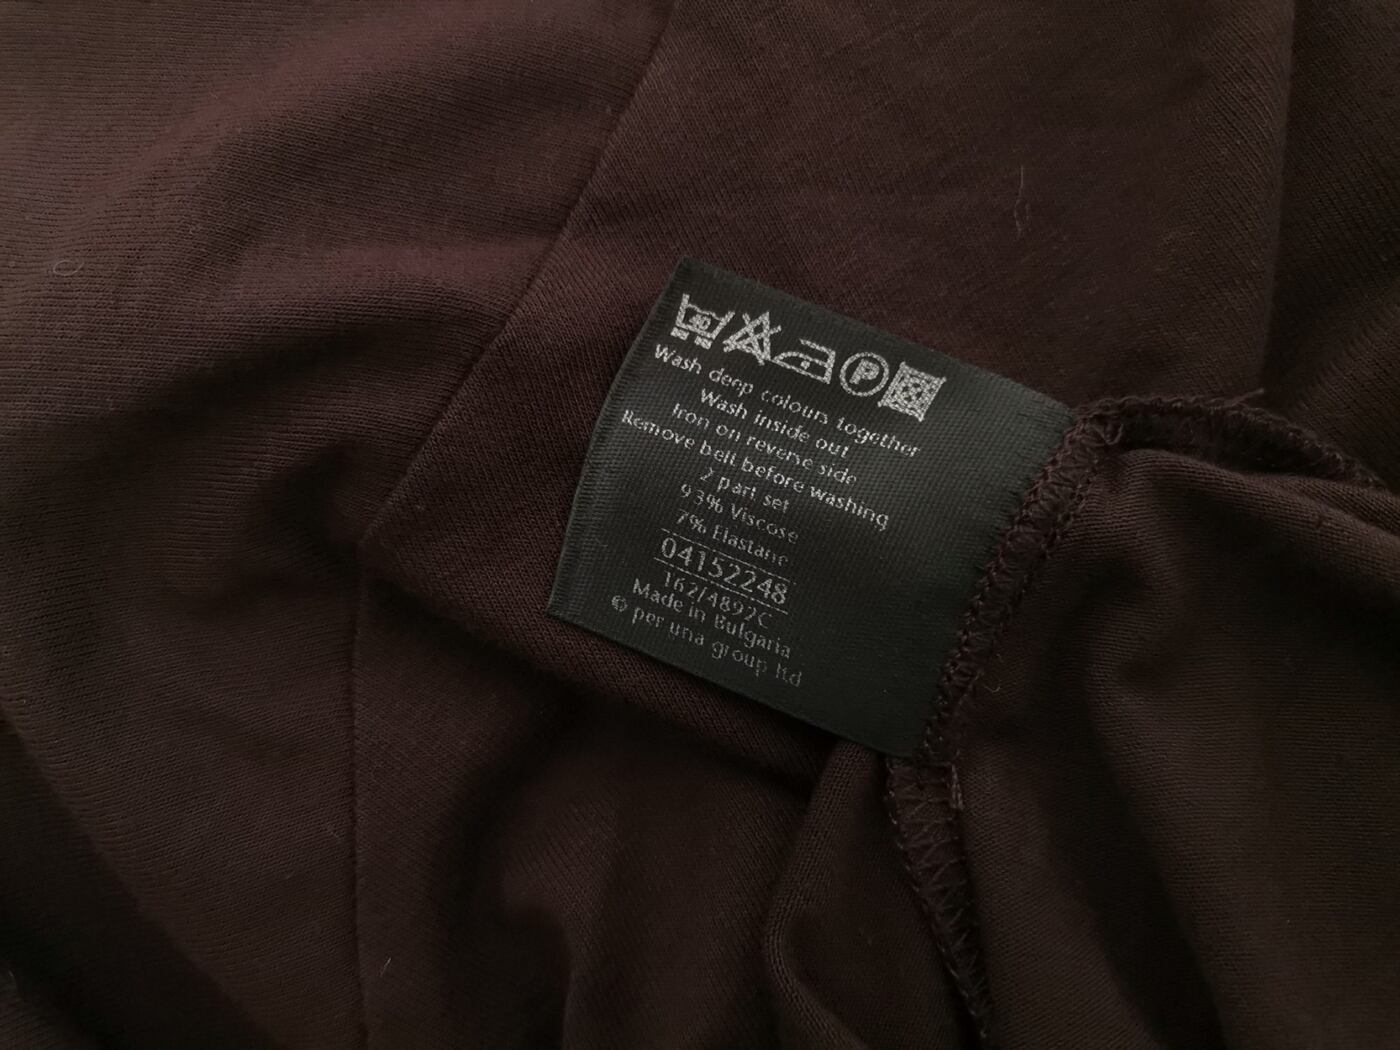 40 P
Wash deep colours together
Wash inside out
Iron on reverse side
Remove belt before washing
2 part set
93% Viscose
7% Elastane
04152248
162/4892C
Made in Bulgaria
© per una group ltd